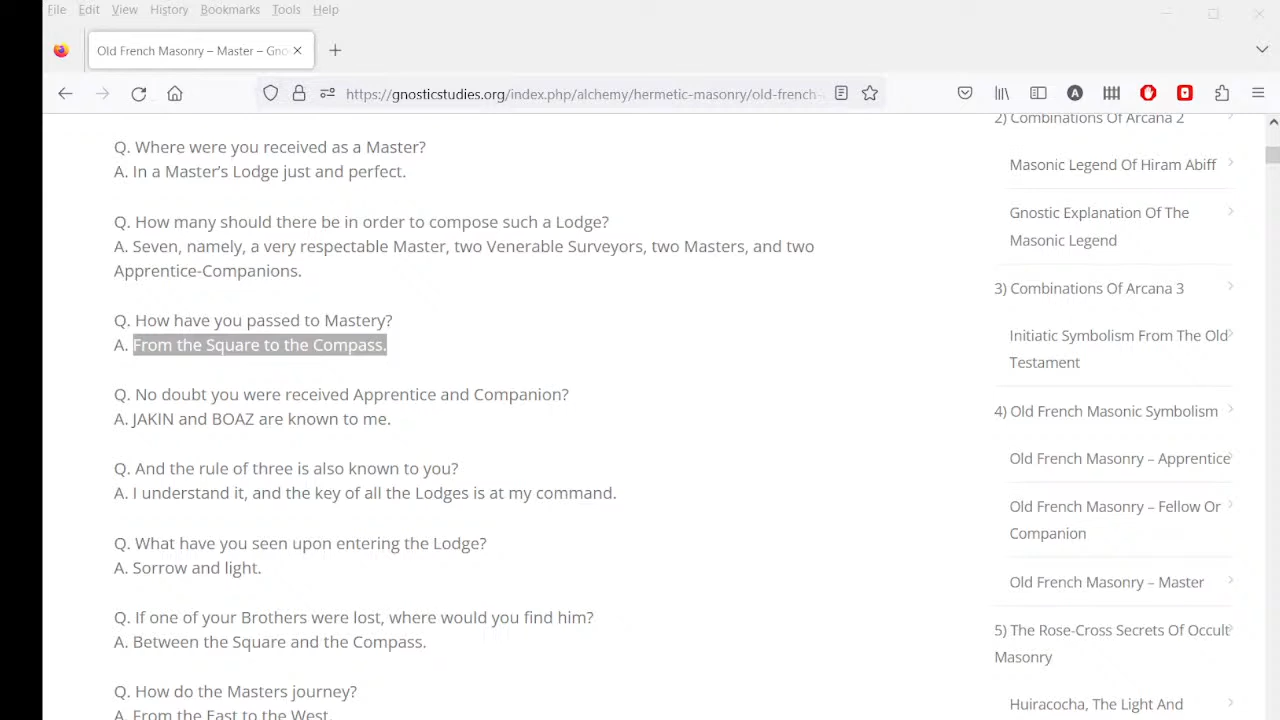 File Edit View History Bookmarks Tools Help
Old French Masonry – Master – Gno
https://gnosticstudies.org/index.php/alchemy/hermetic-masonry/old-french-
Q. Where were you received as a Master?
A. In a Master's Lodge just and perfect.
Q. How many should there be in order to compose such a Lodge?
A. Seven, namely, a very respectable Master, two Venerable Surveyors, two Masters, and two
Apprentice-Companions.
Q. How have you passed to Mastery?
A. From the Square to the Compass.
Q. No doubt you were received Apprentice and Companion?
A. JAKIN and BOAZ are known to me.
Q. And the rule of three is also known to you?
A. I understand it, and the key of all the Lodges is at my command.
Q. What have you seen upon entering the Lodge?
A. Sorrow and light.
Q. If one of your Brothers were lost, where would you find him?
A. Between the Square and the Compass.
Q. How do the Masters journey?
A. From the East to the West.
2) Combinations Of Arcana 2
Masonic Legend Of Hiram Abiff
Gnostic Explanation Of The
Masonic Legend
3) Combinations Of Arcana 3
Initiatic Symbolism From The Old
Testament
4) Old French Masonic Symbolism
Old French Masonry – Apprentice
Old French Masonry – Fellow Or
Companion
Old French Masonry – Master
5) The Rose-Cross Secrets Of Occult
Masonry
Huiracocha, The Light And